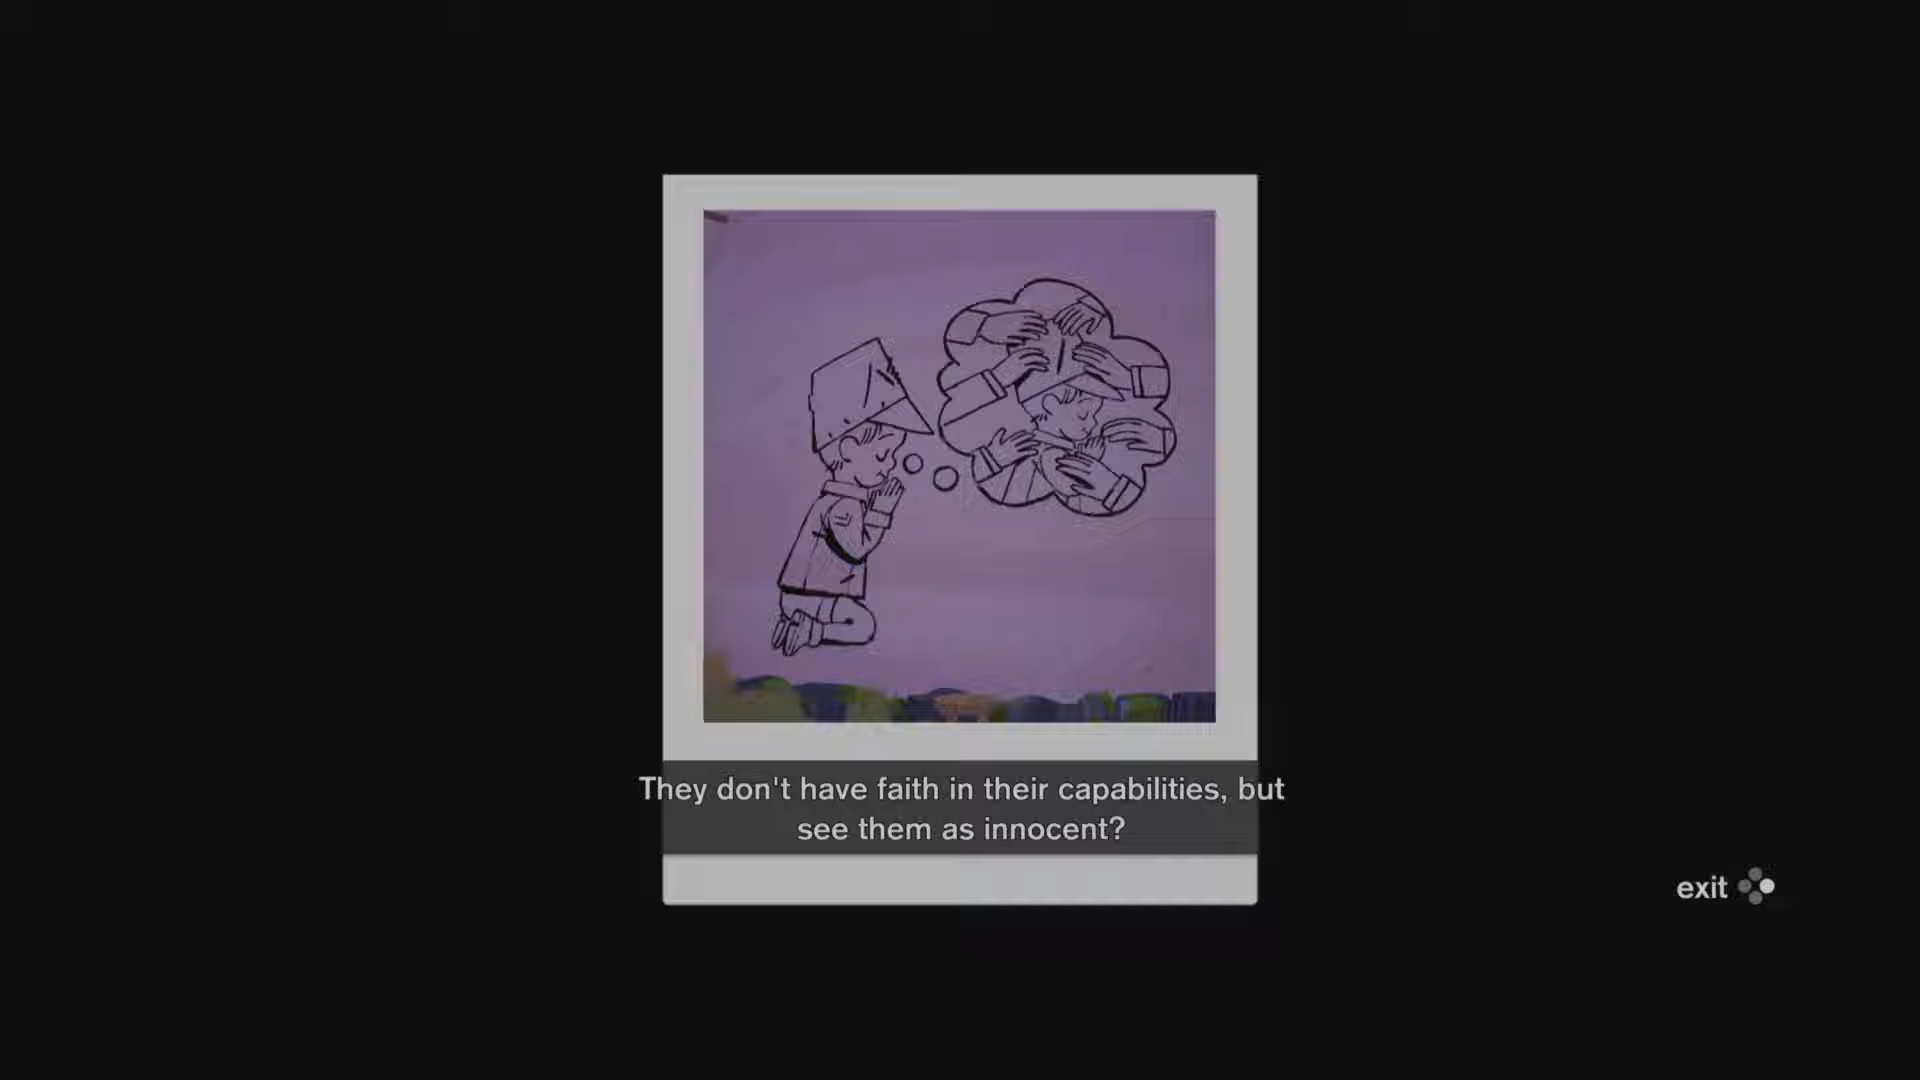 They don't have faith in their capabilities, but
see them as innocent?
exit